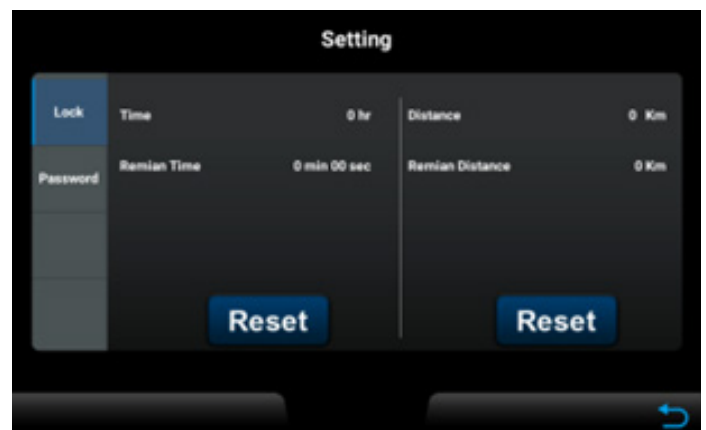 Setting
Lock
Time 0 hr
Distance 0 Km
Password
Remian Time 0 min 00 sec
Remian Distance 0 Km
Reset
Reset